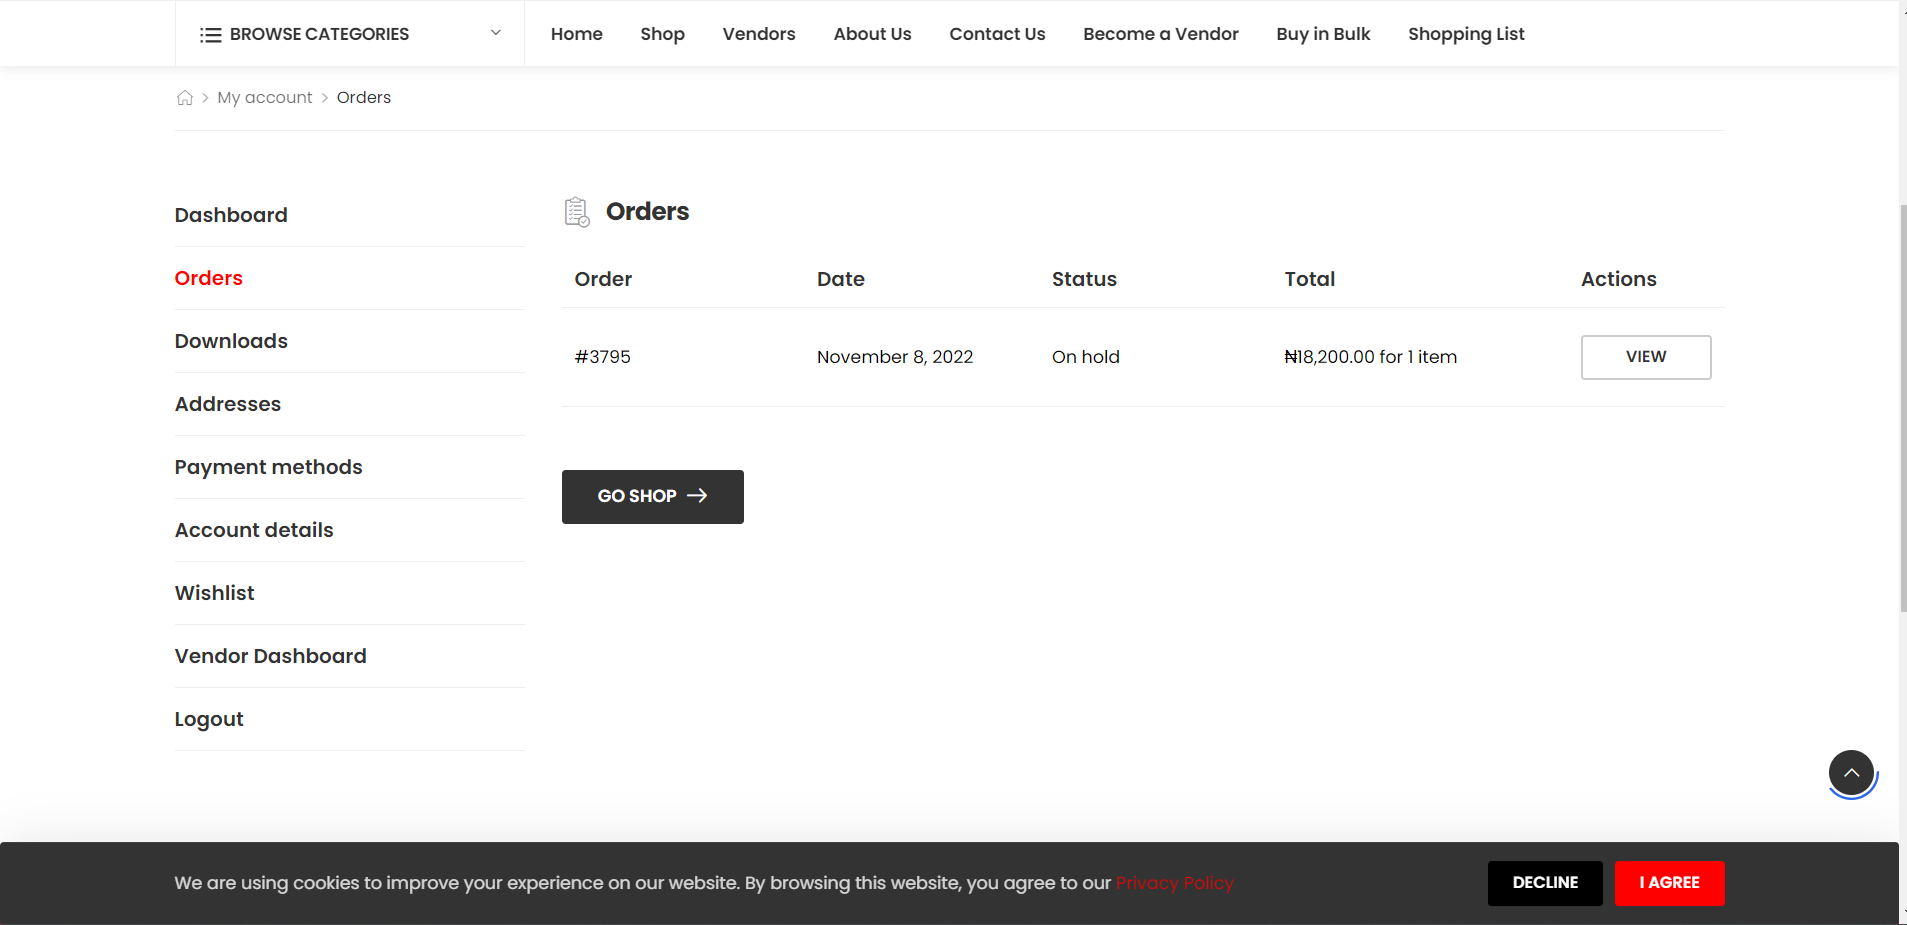 BROWSE CATEGORIES Home Shop Vendors About Us Contact Us Become a Vendor Buy in Bulk Shopping List
My account Orders
Dashboard
Orders
Downloads
Addresses
Payment methods
Account details
Wishlist
Vendor Dashboard
Logout
Orders
Order Date Status Total Actions
#3795 November 8, 2022 On hold ₦18,200.00 for 1 item VIEW
GO SHOP
We are using cookies to improve your experience on our website. By browsing this website, you agree to our Privacy Policy DECLINE I AGREE